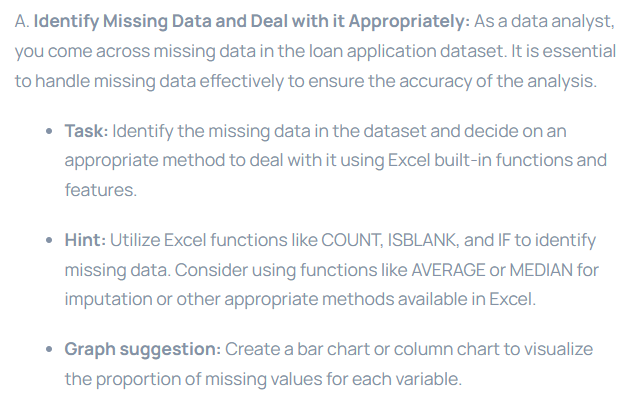 A. Identify Missing Data and Deal with it Appropriately: As a data analyst,
you come across missing data in the loan application dataset. It is essential
to handle missing data effectively to ensure the accuracy of the analysis.
• Task: Identify the missing data in the dataset and decide on an
appropriate method to deal with it using Excel built-in functions and
features.
• Hint: Utilize Excel functions like COUNT, ISBLANK, and IF to identify
missing data. Consider using functions like AVERAGE or MEDIAN for
imputation or other appropriate methods available in Excel.
• Graph suggestion: Create a bar chart or column chart to visualize
the proportion of missing values for each variable.